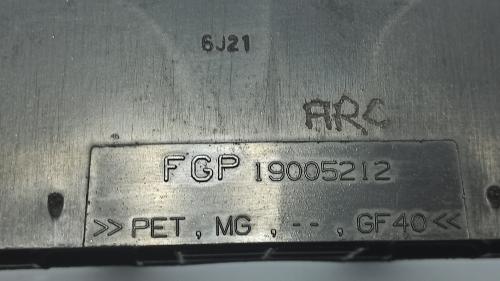 6J21
ARC
FGP 19005212
>> PET, MG, --, GF40 <<